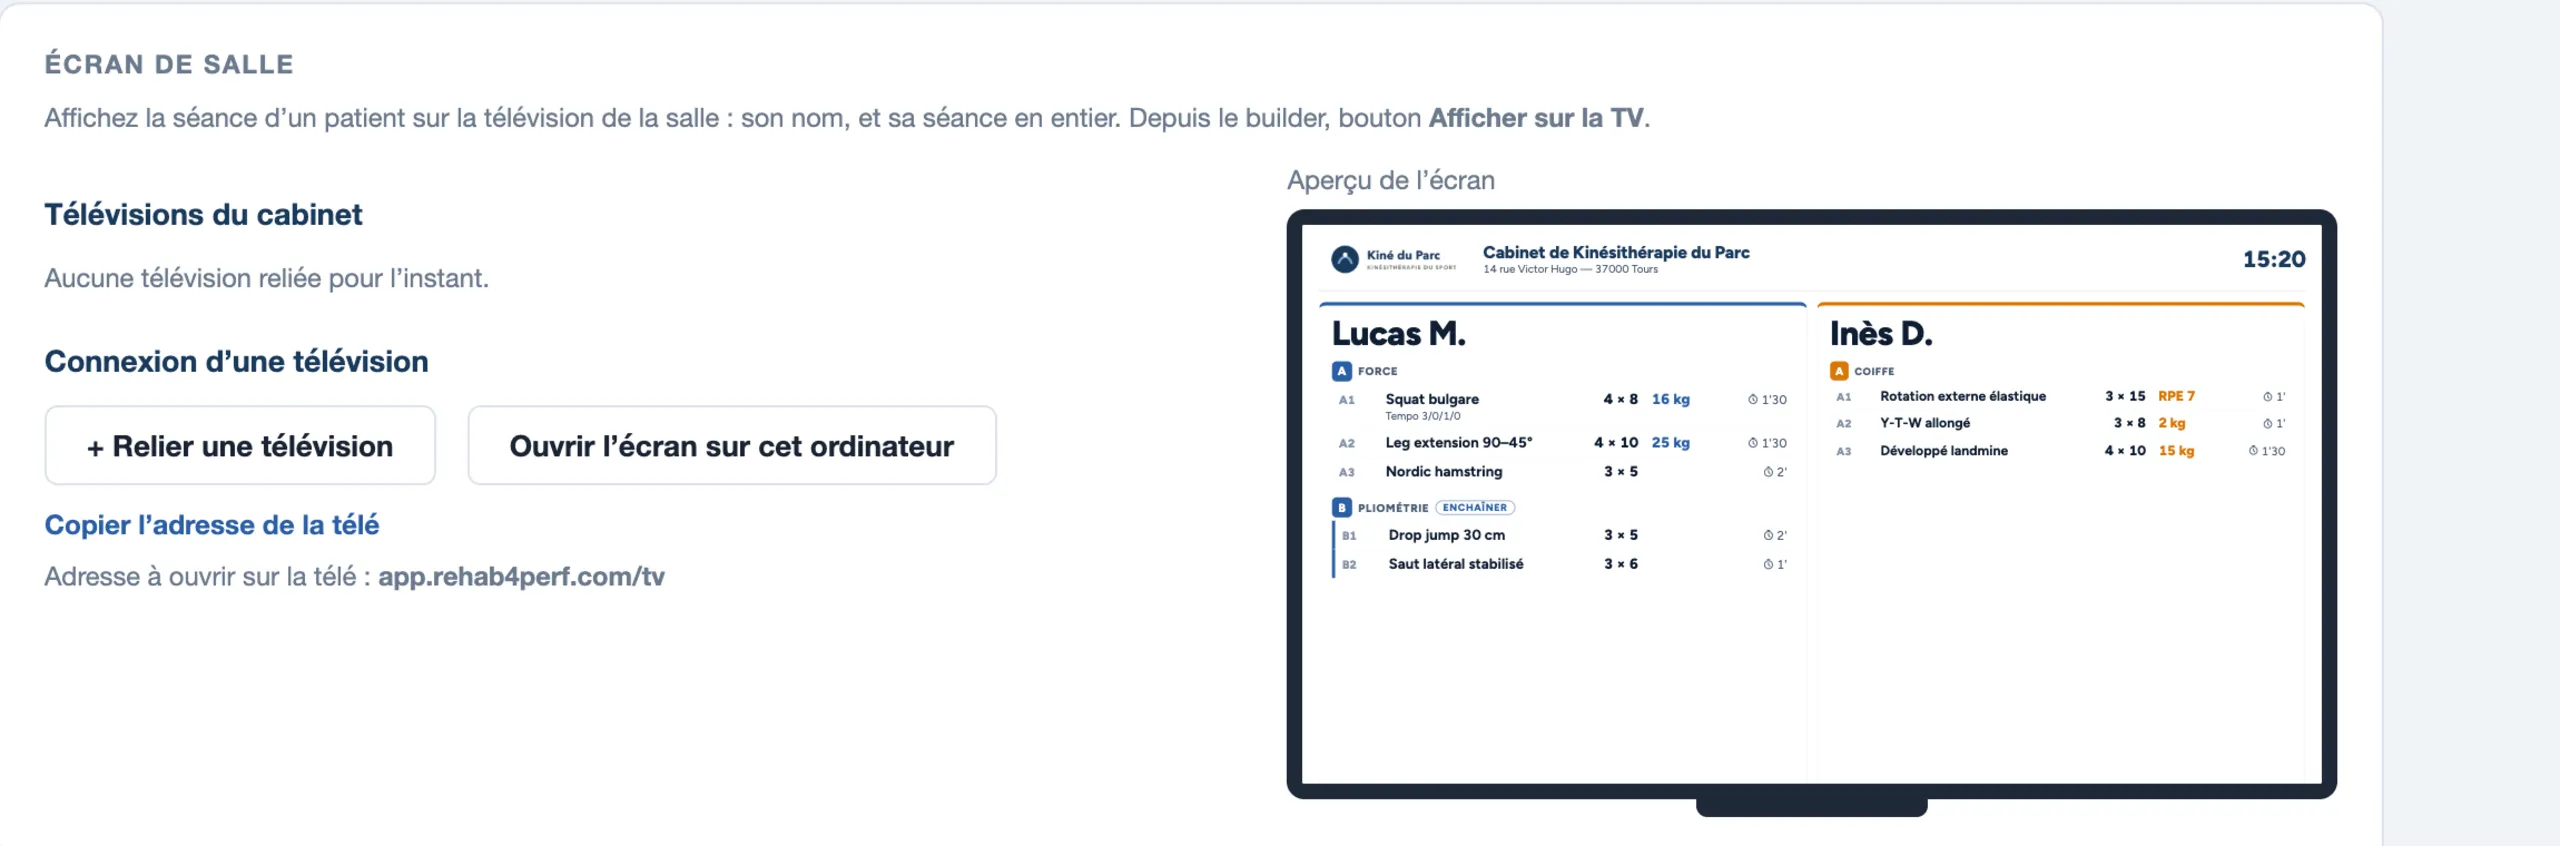 ÉCRAN DE SALLE
Affichez la séance d’un patient sur la télévision de la salle : son nom, et sa séance en entier. Depuis le builder, bouton Afficher sur la TV.
Télévisions du cabinet
Aucune télévision reliée pour l’instant.
Connexion d’une télévision
+ Relier une télévision
Ouvrir l’écran sur cet ordinateur
Copier l’adresse de la télé
Adresse à ouvrir sur la télé : app.rehab4perf.com/tv
Aperçu de l’écran
Kiné du Parc
KINÉSITHÉRAPIE DU SPORT
Cabinet de Kinésithérapie du Parc
14 rue Victor Hugo — 37000 Tours
15:20
Lucas M.
A FORCE
A1 Squat bulgare 4 × 8 16 kg 1'30
Tempo 3/0/1/0
A2 Leg extension 90–45° 4 × 10 25 kg 1'30
A3 Nordic hamstring 3 × 5 2'
B PLIOMÉTRIE ENCHAÎNER
B1 Drop jump 30 cm 3 × 5 2'
B2 Saut latéral stabilisé 3 × 6 1'
Inès D.
A COIFFE
A1 Rotation externe élastique 3 × 15 RPE 7 1'
A2 Y-T-W allongé 3 × 8 2 kg 1'
A3 Développé landmine 4 × 10 15 kg 1'30